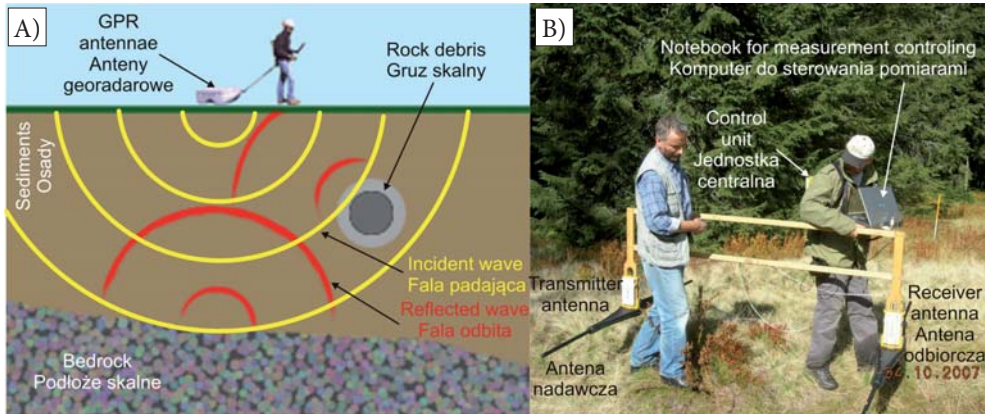 A)
GPR
antennae
Anteny
georadarowe
Rock debris
Gruz skalny
Sediments
Osady
Incident wave
Fala padająca
Reflected wave
Fala odbita
Bedrock
Podłoże skalne
B)
Notebook for measurement controling
Komputer do sterowania pomiarami
Control
unit
Jednostka
centralna
Transmitter
antenna
Antena
nadawcza
Receiver
antenna
Antena
odbiorcza
.10.2007